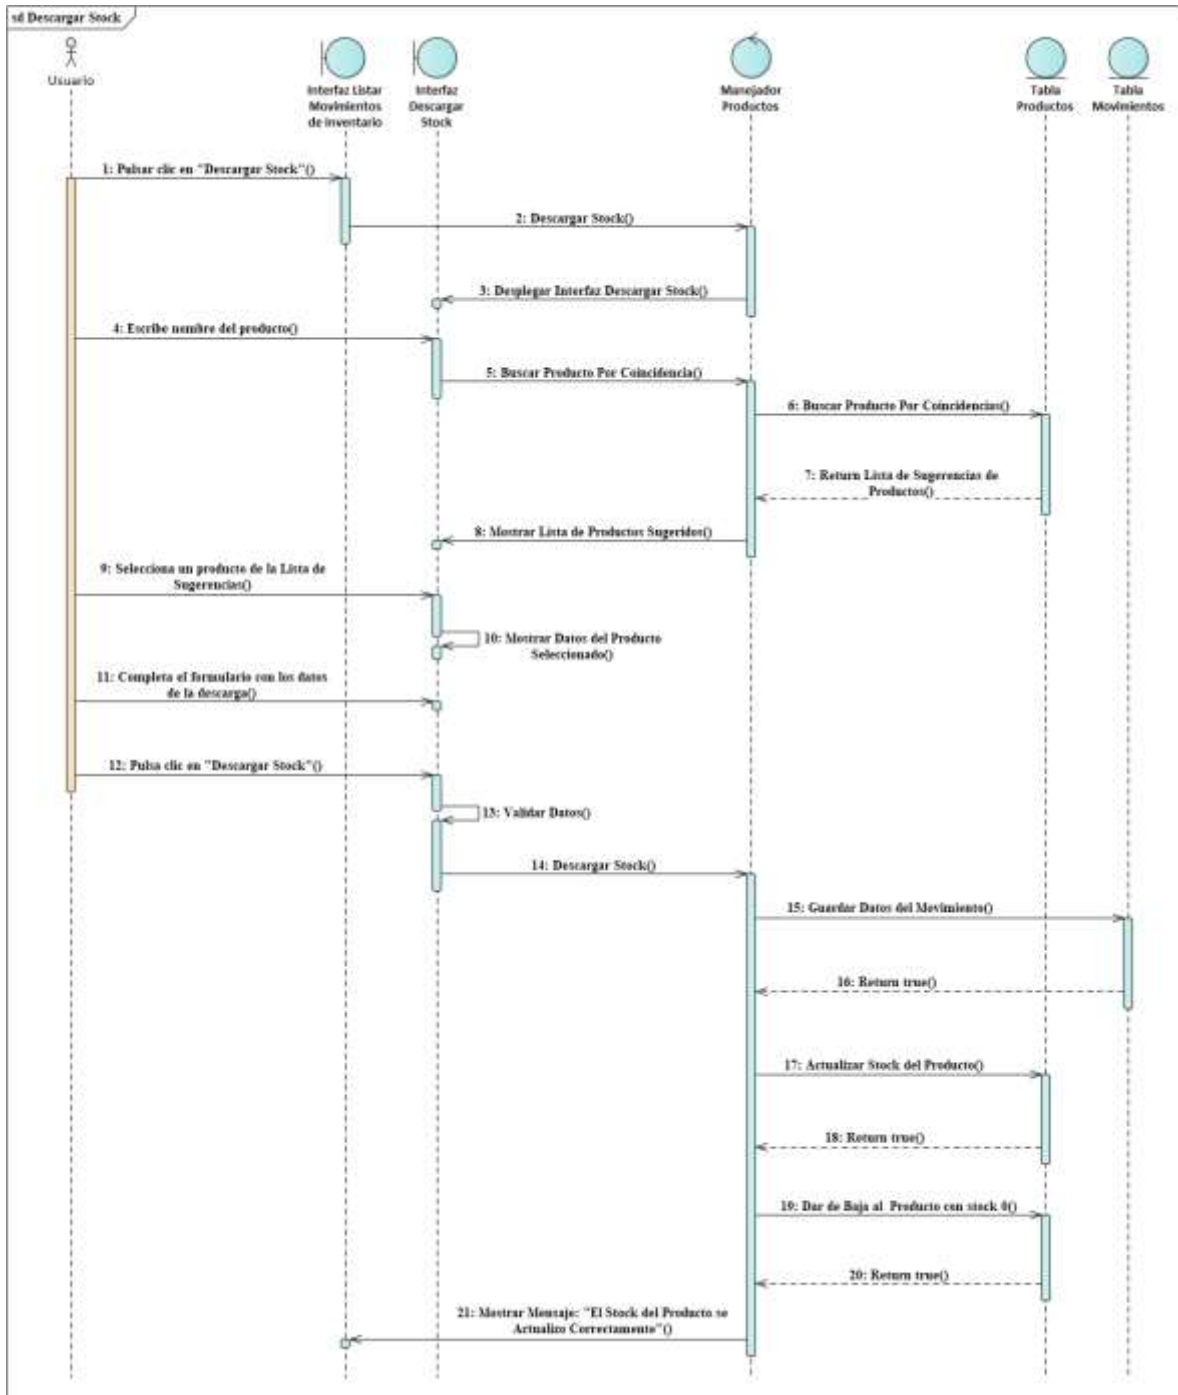 sd Descargar Stock
Usuario
Interfaz Listar
Movimientos
de Inventario
Interfaz
Descargar
Stock
Manejador
Productos
Tabla
Productos
Tabla
Movimientos
1: Pulsar clic en "Descargar Stock"()
2: Descargar Stock()
3: Desplegar Interfaz Descargar Stock()
4: Escribe nombre del producto()
5: Buscar Producto Por Coincidencia()
6: Buscar Producto Por Coincidencias()
7: Return Lista de Sugerencias de
Productos()
8: Mostrar Lista de Productos Sugeridos()
9: Selecciona un producto de la Lista de
Sugerencias()
10: Mostrar Datos del Producto
Seleccionado()
11: Completa el formulario con los datos
de la descarga()
12: Pulsa clic en "Descargar Stock"()
13: Validar Datos()
14: Descargar Stock()
15: Guardar Datos del Movimiento()
16: Return true()
17: Actualizar Stock del Producto()
18: Return true()
19: Dar de Baja al Producto con stock 0()
20: Return true()
21: Mostrar Mensaje: "El Stock del Producto se
Actualizo Correctamente"()